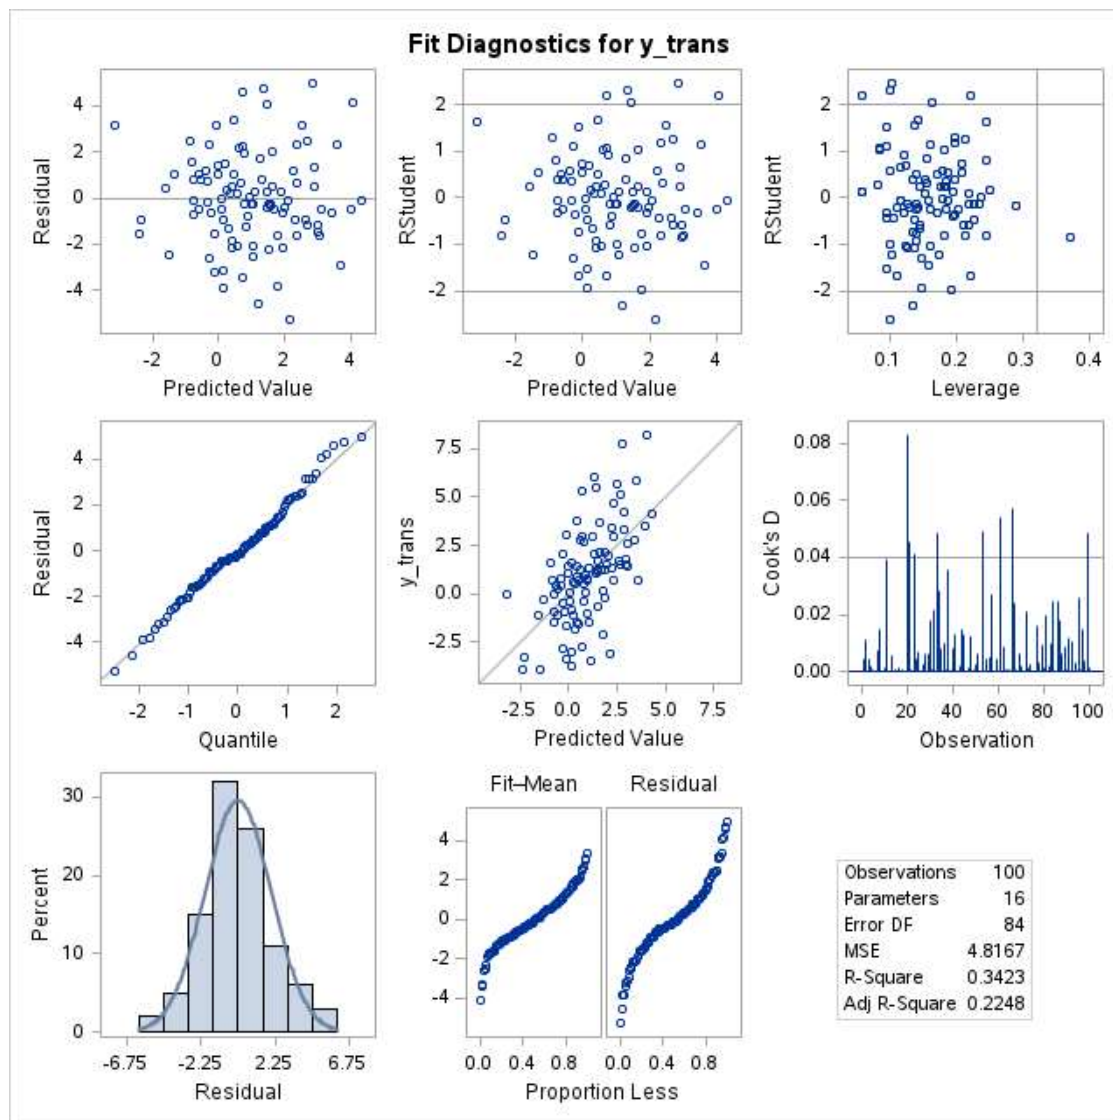 Fit Diagnostics for y_trans
Residual
4
2
0
-2
-4
-2 0 2 4
Predicted Value
RStudent
2
1
0
-1
-2
-2 0 2 4
Predicted Value
RStudent
2
1
0
-1
-2
0.1 0.2 0.3 0.4
Leverage
Residual
4
2
0
-2
-4
-2 -1 0 1 2
Quantile
y_trans
7.5
5.0
2.5
0.0
-2.5
-2.5 0.0 2.5 5.0 7.5
Predicted Value
Cook's D
0.08
0.06
0.04
0.02
0.00
0 20 40 60 80 100
Observation
Percent
30
20
10
0
-6.75 -2.25 2.25 6.75
Residual
Fit–Mean Residual
4
2
0
-2
-4
0.0 0.4 0.8 0.0 0.4 0.8
Proportion Less
Observations 100
Parameters 16
Error DF 84
MSE 4.8167
R-Square 0.3423
Adj R-Square 0.2248